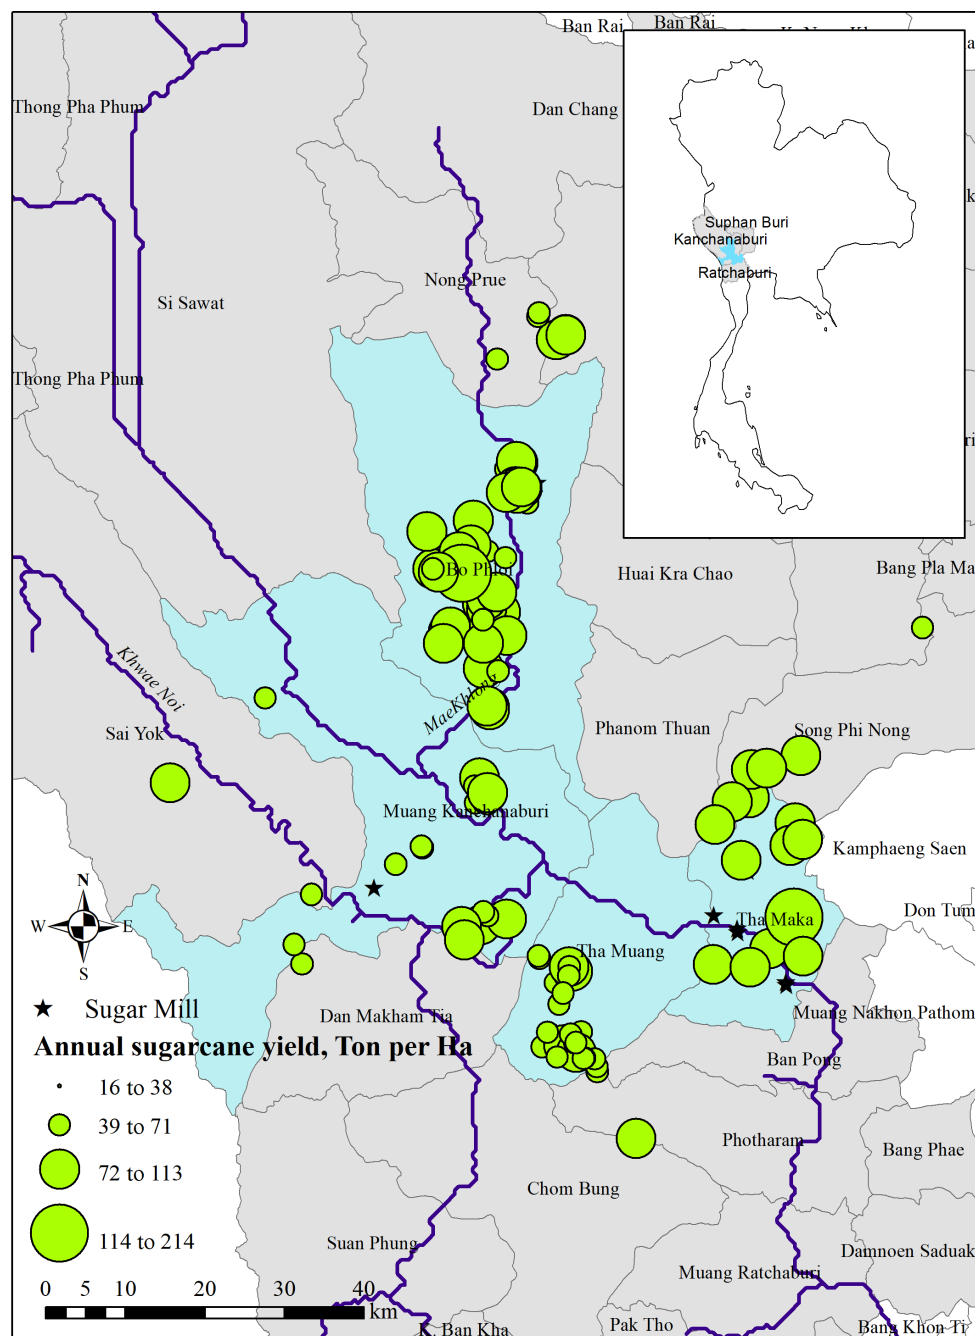 Ban Rai
Ban Rai
Thong Pha Phum
Dan Chang
Suphan Buri
Kanchanaburi
Ratchaburi
Nong Prue
Si Sawat
Thong Pha Phum
Bo Phloi
Huai Kra Chao
Bang Pla Ma
Khwae Noi
MaeKhlong
Sai Yok
Phanom Thuan
Song Phi Nong
Muang Kanchanaburi
Kamphaeng Saen
N
W
E
S
Tha Maka
Don Tum
Tha Muang
Sugar Mill
Dan Makham Tia
Muang Nakhon Pathom
Annual sugarcane yield, Ton per Ha
Ban Pong
16 to 38
39 to 71
72 to 113
114 to 214
Photharam
Bang Phae
Chom Bung
Suan Phung
Damnoen Saduak
Muang Ratchaburi
0 5 10 20 30 40
km
K. Ban Kha
Pak Tho
Bang Khon Ti